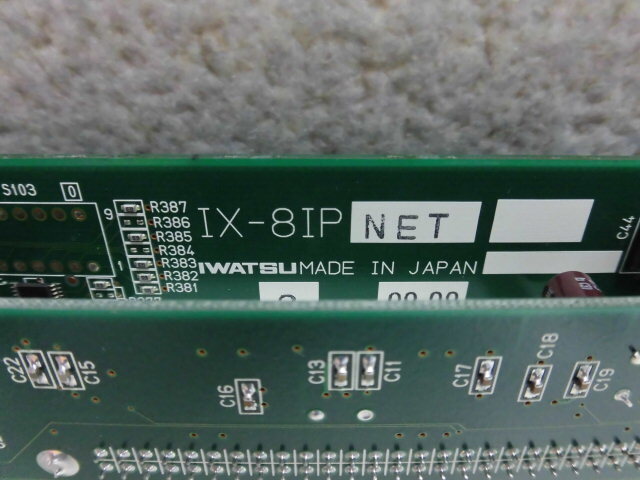 S103 0
9
R387
R386
R385
R384
R383
R382
R381
1
IX-8IP NET
IWATSU MADE IN JAPAN
C44
C22
C15
C16
C13
C11
C17
C18
C19